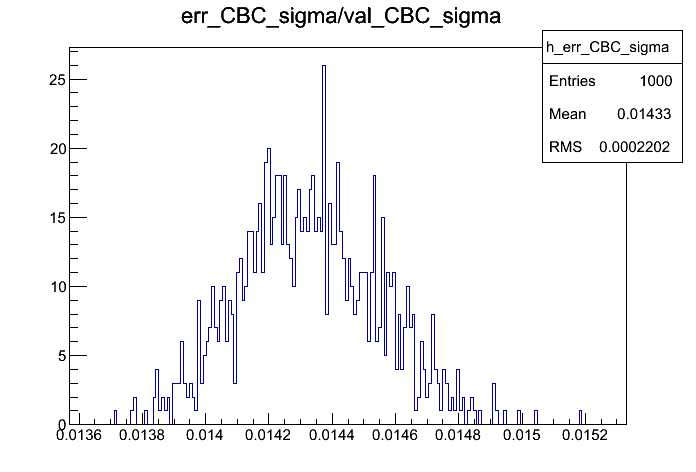 err_CBC_sigma/val_CBC_sigma
h_err_CBC_sigma
Entries 1000
Mean 0.01433
RMS 0.0002202
25
20
15
10
5
0
0.0136 0.0138 0.014 0.0142 0.0144 0.0146 0.0148 0.015 0.0152